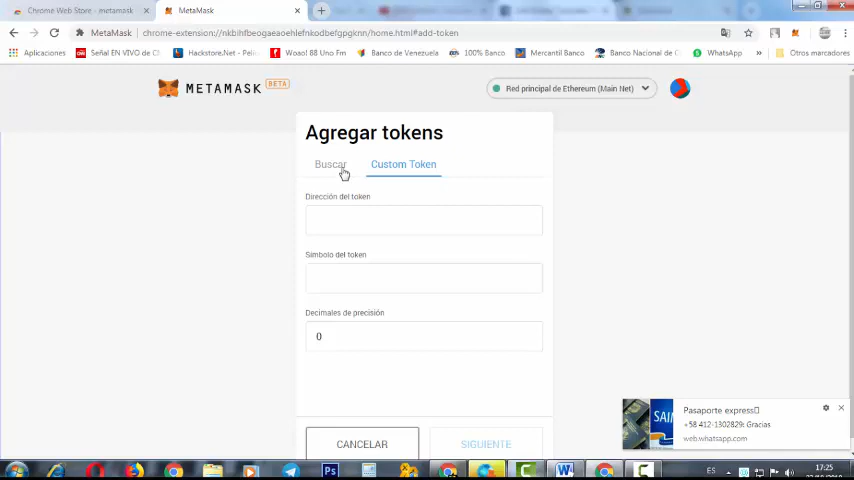 Chrome Web Store - metamask
MetaMask
MetaMask
chrome-extension://nkbihfbeogaeaoehlefnkodbefgpgknn/home.html#add-token
Aplicaciones
Señal EN VIVO de C
Hackstore.Net - Pelíc
Woao! 88 Uno Fm
Banco de Venezuela
100% Banco
Mercantil Banco
Banco Nacional de C
WhatsApp
»
Otros marcadores
METAMASK
BETA
Red principal de Ethereum (Main Net)
Agregar tokens
Buscar
Custom Token
Dirección del token
Símbolo del token
Decimales de precisión
0
CANCELAR
SIGUIENTE
Pasaporte express
+58 412-1302829: Gracias
web.whatsapp.com
SAI
ES
17:25